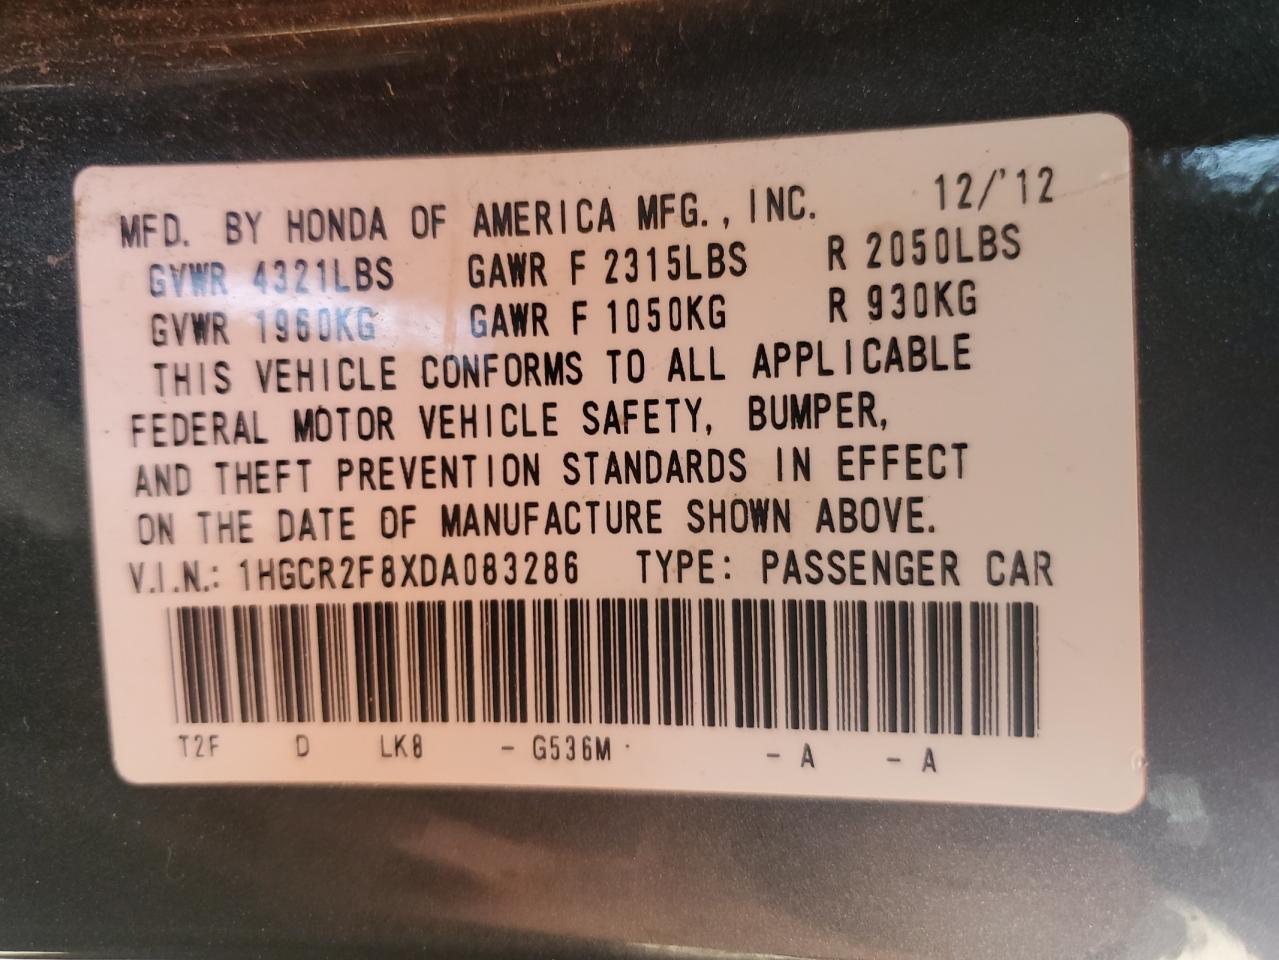 MFD. BY HONDA OF AMERICA MFG., INC. 12/'12
GVWR 4321LBS GAWR F 2315LBS R 2050LBS
GVWR 1960KG GAWR F 1050KG R 930KG
THIS VEHICLE CONFORMS TO ALL APPLICABLE
FEDERAL MOTOR VEHICLE SAFETY, BUMPER,
AND THEFT PREVENTION STANDARDS IN EFFECT
ON THE DATE OF MANUFACTURE SHOWN ABOVE.
V.I.N.: 1HGCR2F8XDA083286 TYPE: PASSENGER CAR
T2F D LK8 - G536M - A - A